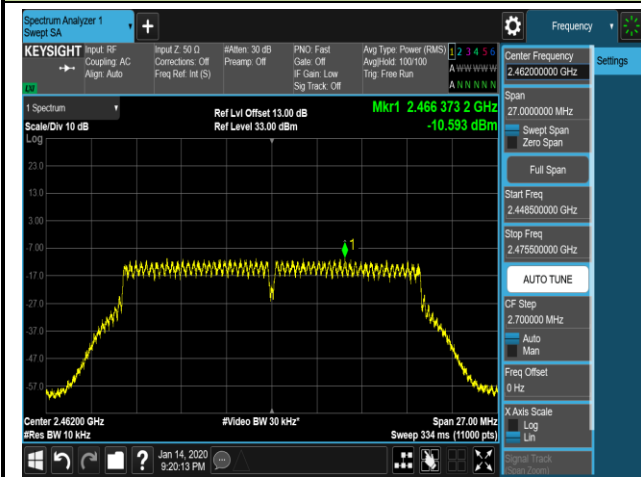 Spectrum Analyzer 1
Swept SA
Frequency
KEYSIGHT
Input: RF
Coupling: AC
Align: Auto
Input Z: 50 Ω
Corrections: Off
Freq Ref: Int (S)
#Atten: 30 dB
Preamp: Off
PNO: Fast
Gate: Off
IF Gain: Low
Sig Track: Off
Avg Type: Power (RMS)
Avg|Hold: 100/100
Trig: Free Run
1 2 3 4 5 6
A W W W W W
A N N N N N
1 Spectrum
Scale/Div 10 dB
Ref Lvl Offset 13.00 dB
Ref Level 33.00 dBm
Mkr1 2.466 373 2 GHz
-10.593 dBm
Log
23.0
13.0
3.00
-7.00
-17.0
-27.0
-37.0
-47.0
-57.0
1
Center 2.46200 GHz
#Res BW 10 kHz
#Video BW 30 kHz*
Span 27.00 MHz
Sweep 334 ms (11000 pts)
Center Frequency
2.462000000 GHz
Settings
Span
27.0000000 MHz
Swept Span
Zero Span
Full Span
Start Freq
2.448500000 GHz
Stop Freq
2.475500000 GHz
AUTO TUNE
CF Step
2.700000 MHz
Auto
Man
Freq Offset
0 Hz
X Axis Scale
Log
Lin
Signal Track
(Span Zoom)
?
Jan 14, 2020
9:20:13 PM